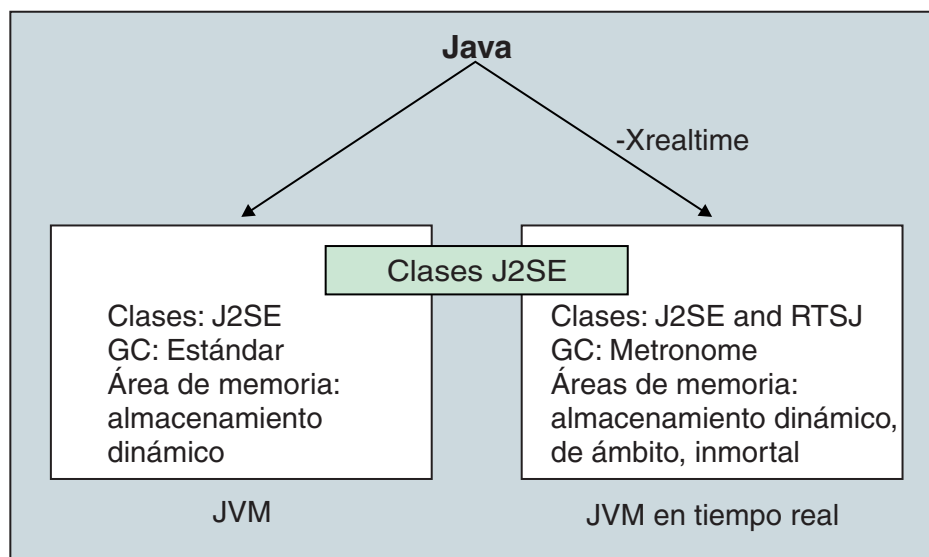 Java
-Xrealtime
Clases J2SE
Clases: J2SE
GC: Estándar
Área de memoria:
almacenamiento
dinámico
JVM
Clases: J2SE and RTSJ
GC: Metronome
Áreas de memoria:
almacenamiento dinámico,
de ámbito, inmortal
JVM en tiempo real